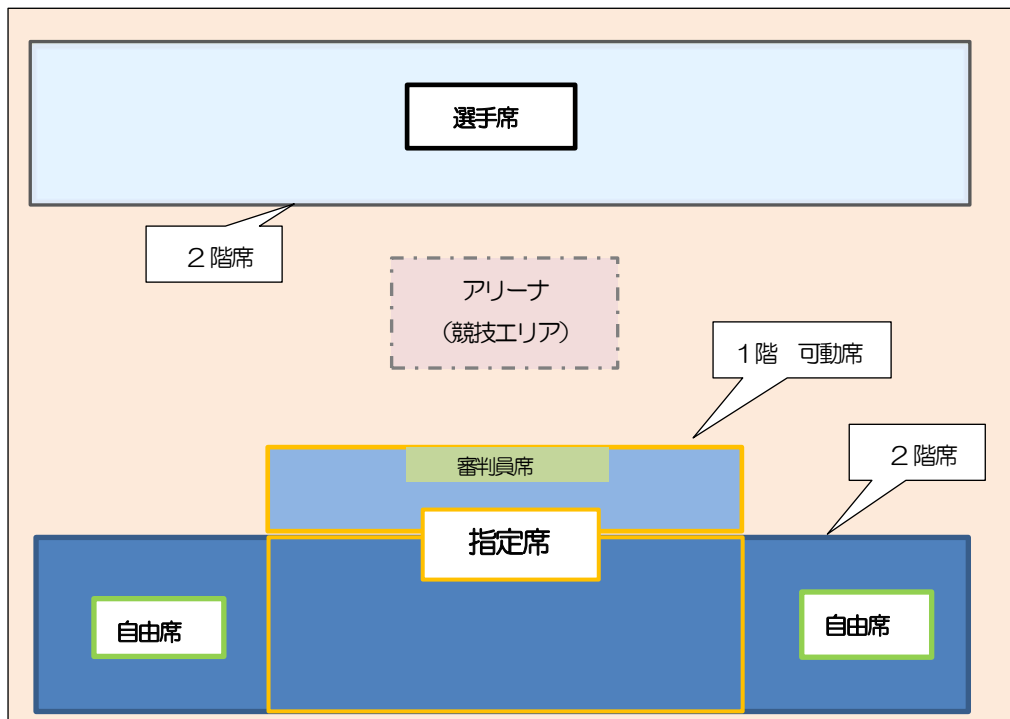 選手席
２階席
アリーナ
（競技エリア）
１階　可動席
２階席
審判員席
指定席
自由席
自由席